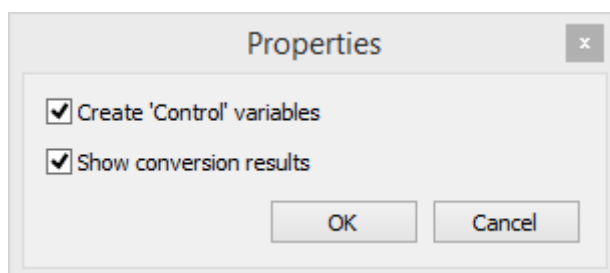 Properties
x
Create 'Control' variables
Show conversion results
OK Cancel